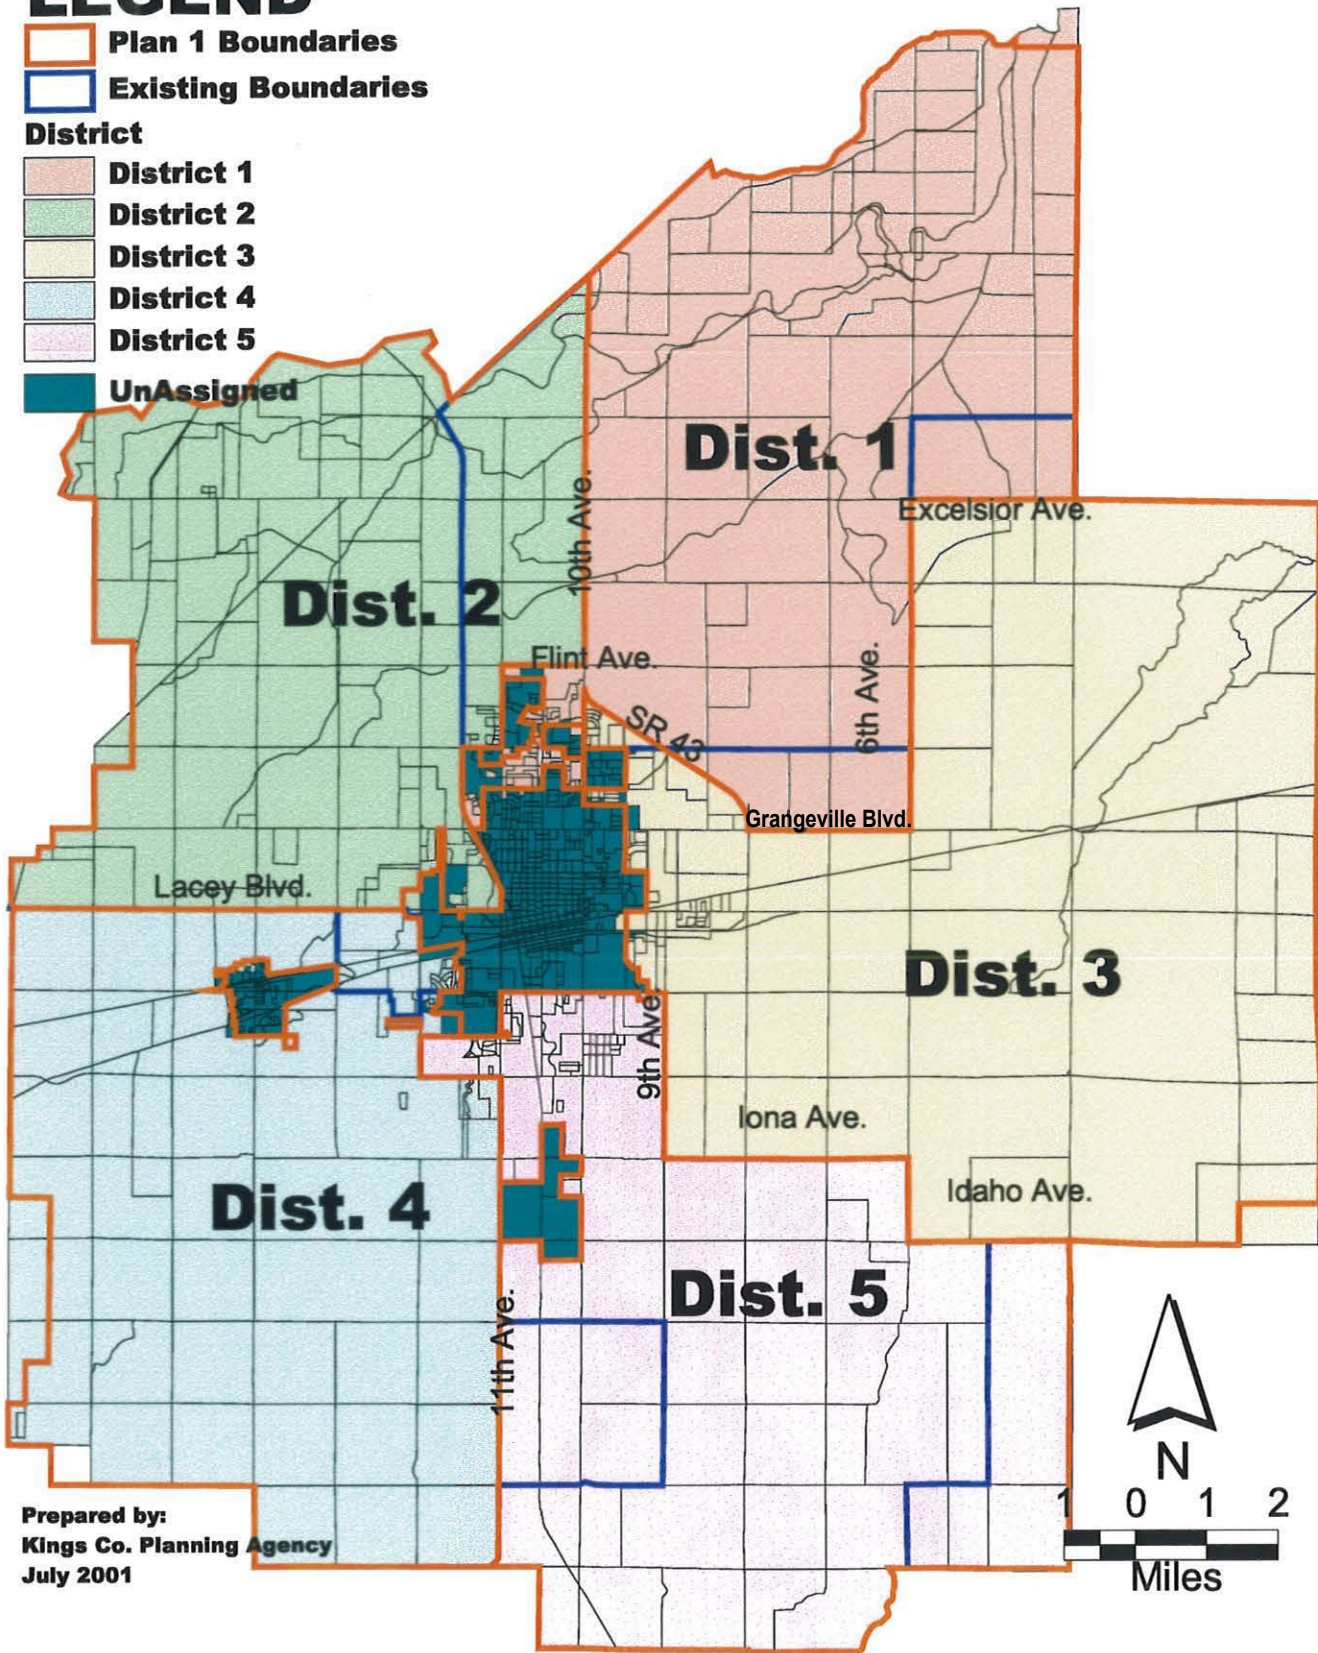 LEGEND
Plan 1 Boundaries
Existing Boundaries
District
District 1
District 2
District 3
District 4
District 5
UnAssigned
Dist. 1
Excelsior Ave.
10th Ave.
Dist. 2
Flint Ave.
SR 43
6th Ave.
Grangeville Blvd.
Lacey Blvd.
Dist. 3
9th Ave.
Iona Ave.
Idaho Ave.
Dist. 4
Dist. 5
11th Ave.
N
1 0 1 2
Miles
Prepared by:
Kings Co. Planning Agency
July 2001